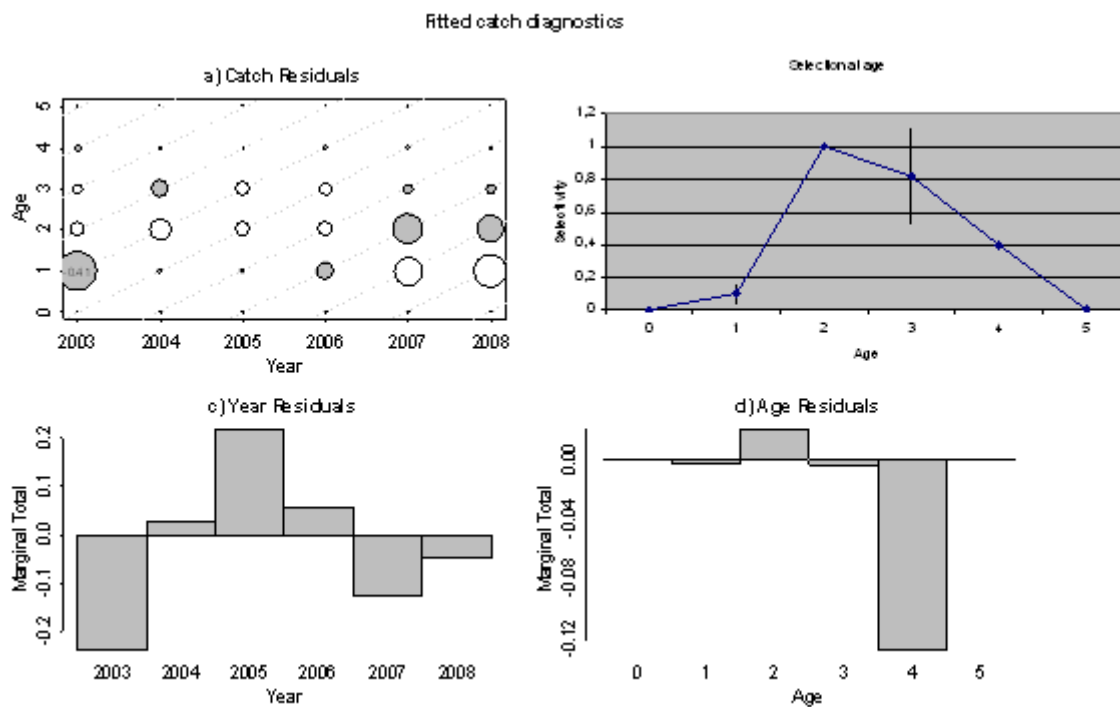 Fitted catch diagnostics
a) Catch Residuals
Age
5
4
3
2
1
0
-0.41
2003 2004 2005 2006 2007 2008
Year
Selection at age
Selectivity
1,2
1
0,8
0,6
0,4
0,2
0
0 1 2 3 4 5
Age
c) Year Residuals
Marginal Total
0.2
0.1
0.0
-0.1
-0.2
2003 2004 2005 2006 2007 2008
Year
d) Age Residuals
Marginal Total
0.00
-0.04
-0.08
-0.12
0 1 2 3 4 5
Age